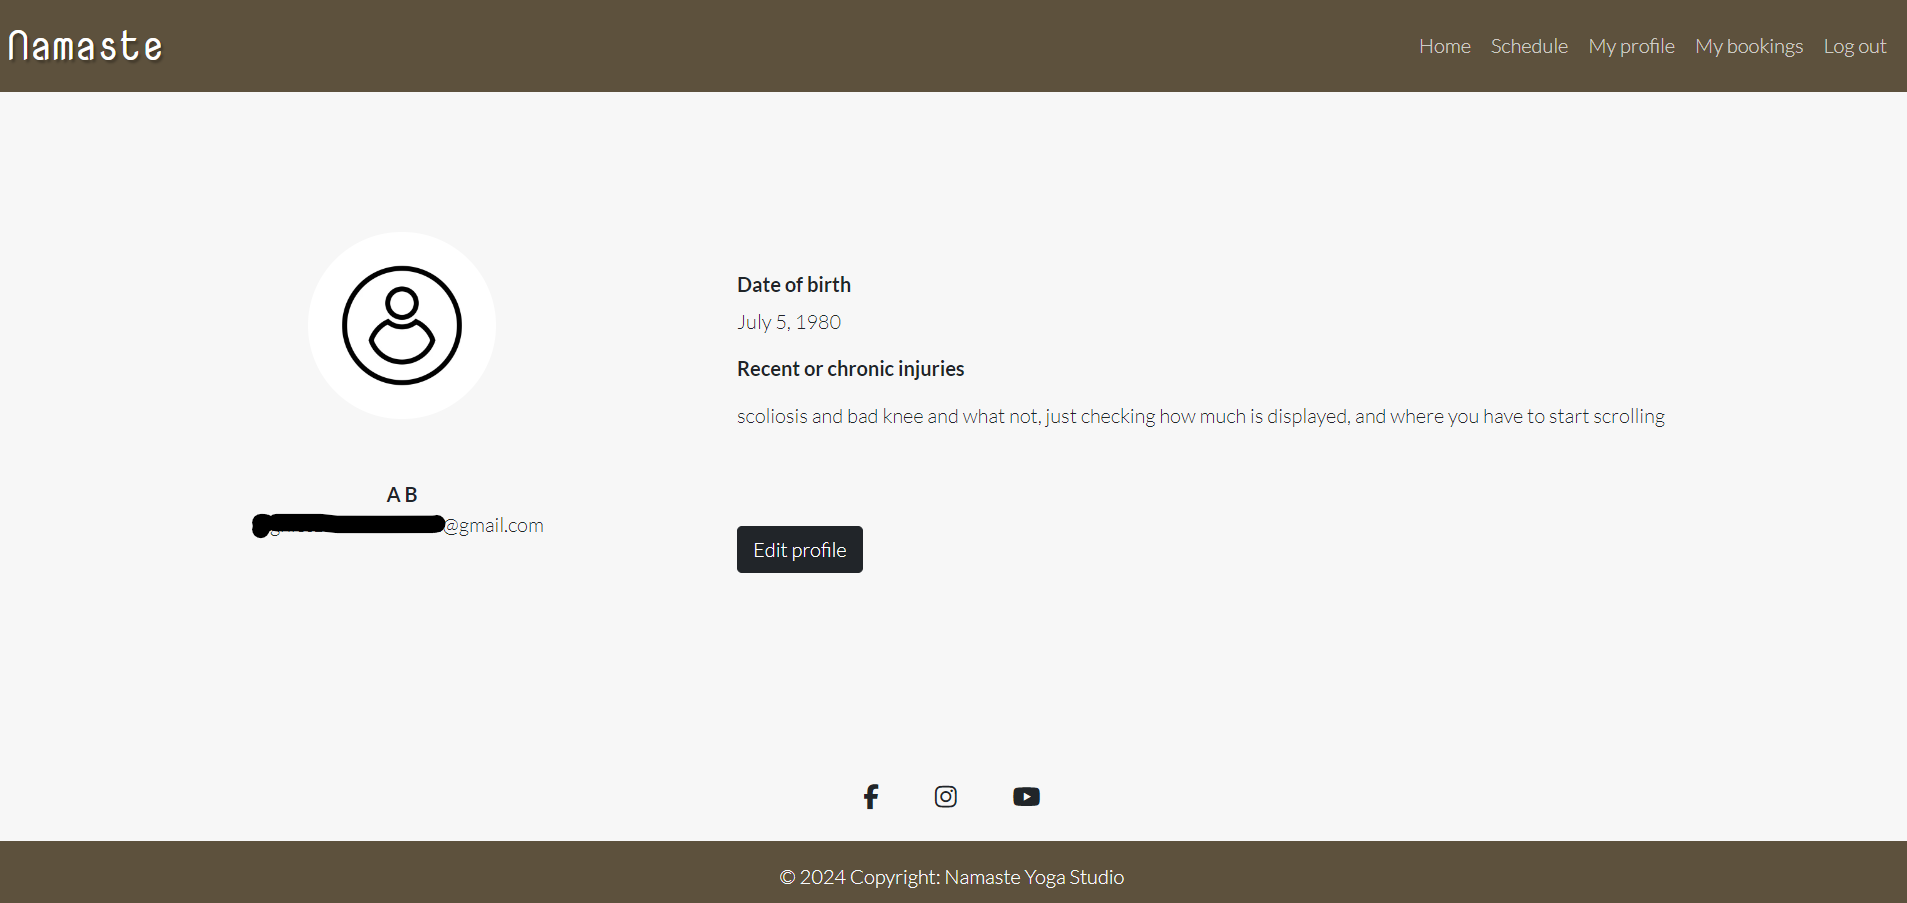 Namaste
Home Schedule My profile My bookings Log out
Date of birth
July 5, 1980
Recent or chronic injuries
scoliosis and bad knee and what not, just checking how much is displayed, and where you have to start scrolling
A B
@gmail.com
Edit profile
© 2024 Copyright: Namaste Yoga Studio